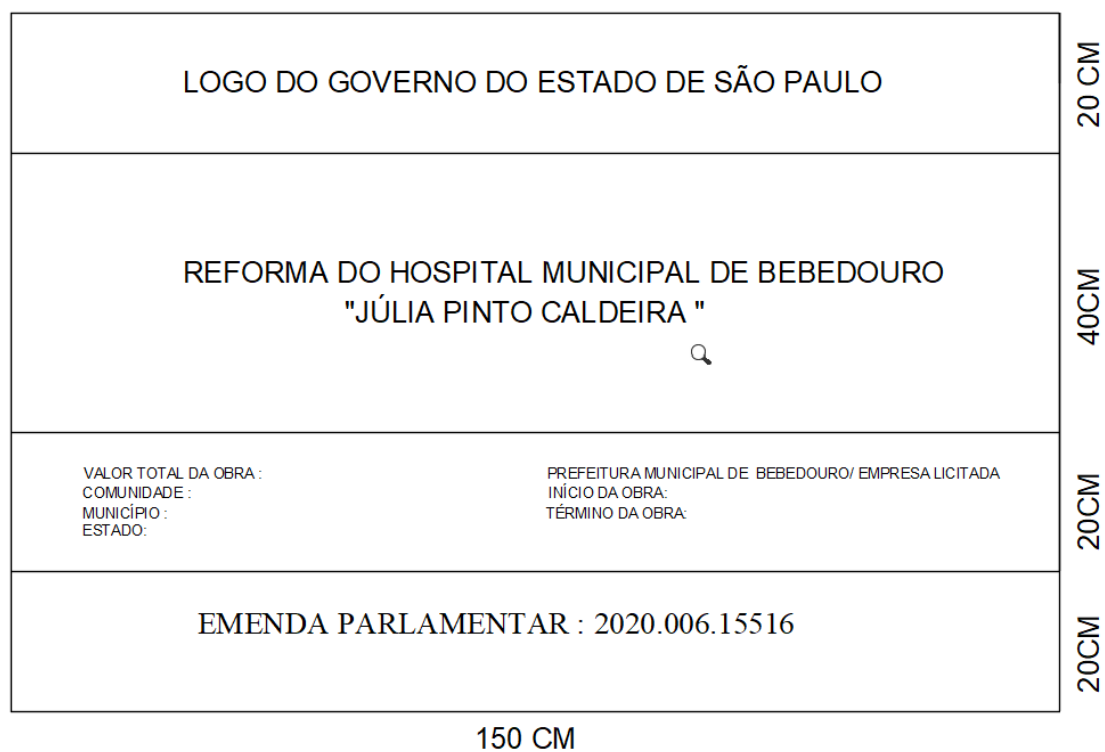 LOGO DO GOVERNO DO ESTADO DE SÃO PAULO
20 CM
REFORMA DO HOSPITAL MUNICIPAL DE BEBEDOURO
"JÚLIA PINTO CALDEIRA "
40CM
VALOR TOTAL DA OBRA :
COMUNIDADE :
MUNICÍPIO :
ESTADO:
PREFEITURA MUNICIPAL DE BEBEDOURO/ EMPRESA LICITADA
INÍCIO DA OBRA:
TÉRMINO DA OBRA:
20CM
EMENDA PARLAMENTAR : 2020.006.15516
20CM
150 CM